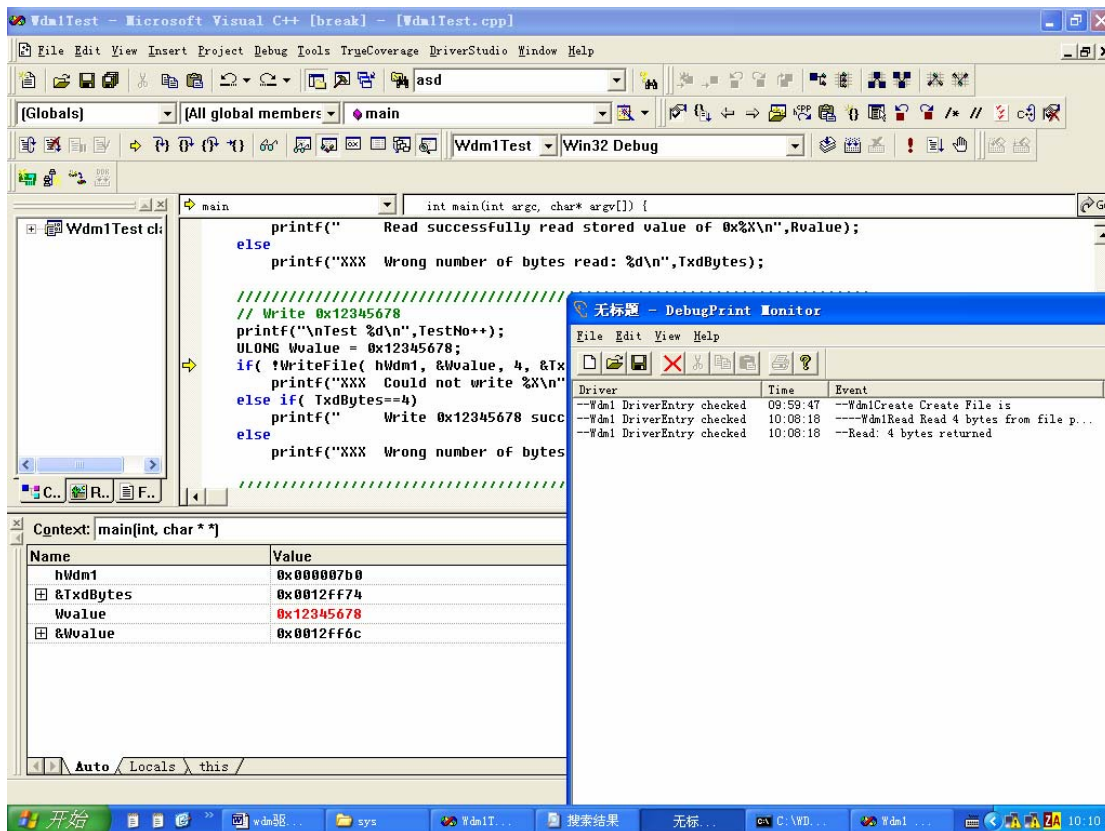 Wdm1Test - Microsoft Visual C++ [break] - [Wdm1Test.cpp]
File Edit View Insert Project Debug Tools TrueCoverage DriverStudio Window Help
asd
[Globals] [All global members main
Wdm1Test Win32 Debug
main int main(int argc, char* argv[]) {
Wdm1Test cl
printf(" Read successfully read stored value of 0x%X\n",Rvalue);
else
printf("XXX Wrong number of bytes read: %d\n",TxdBytes);
//////////////////////////////////////////////////////////////////////////
// Write 0x12345678
printf("\nTest %d\n",TestNo++);
ULONG Wvalue = 0x12345678;
if( !WriteFile( hWdm1, &Wvalue, 4, &Tx
printf("XXX Could not write %X\n"
else if( TxdBytes==4)
printf(" Write 0x12345678 succ
else
printf("XXX Wrong number of bytes
//////////////////////////////////////
C.. R.. F..
无标题 - DebugPrint Monitor
File Edit View Help
Driver Time Event
--Wdm1 DriverEntry checked 09:59:47 --Wdm1Create Create File is
--Wdm1 DriverEntry checked 10:08:18 ----Wdm1Read Read 4 bytes from file p...
--Wdm1 DriverEntry checked 10:08:18 --Read: 4 bytes returned
Context: main(int, char * *)
Name Value
hWdm1 0x000007b0
&TxdBytes 0x0012ff74
Wvalue 0x12345678
&Wvalue 0x0012ff6c
Auto Locals this
开始 wdm驱... sys Wdm1T... 搜索结果 无标... C:\WD... Wdm1 ... 10:10